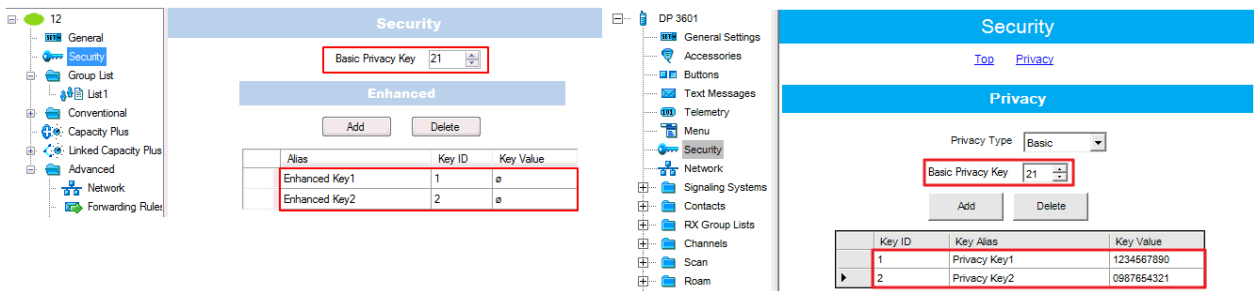 12
General
Security
Group List
List1
Conventional
Capacity Plus
Linked Capacity Plus
Advanced
Network
Forwarding Rules
Security
Basic Privacy Key 21
Enhanced
Add Delete
Alias Key ID Key Value
Enhanced Key1 1 ø
Enhanced Key2 2 ø
DP 3601
General Settings
Accessories
Buttons
Text Messages
Telemetry
Menu
Security
Network
Signaling Systems
Contacts
RX Group Lists
Channels
Scan
Roam
Security
Top Privacy
Privacy
Privacy Type Basic
Basic Privacy Key 21
Add Delete
Key ID Key Alias Key Value
1 Privacy Key1 1234567890
2 Privacy Key2 0987654321